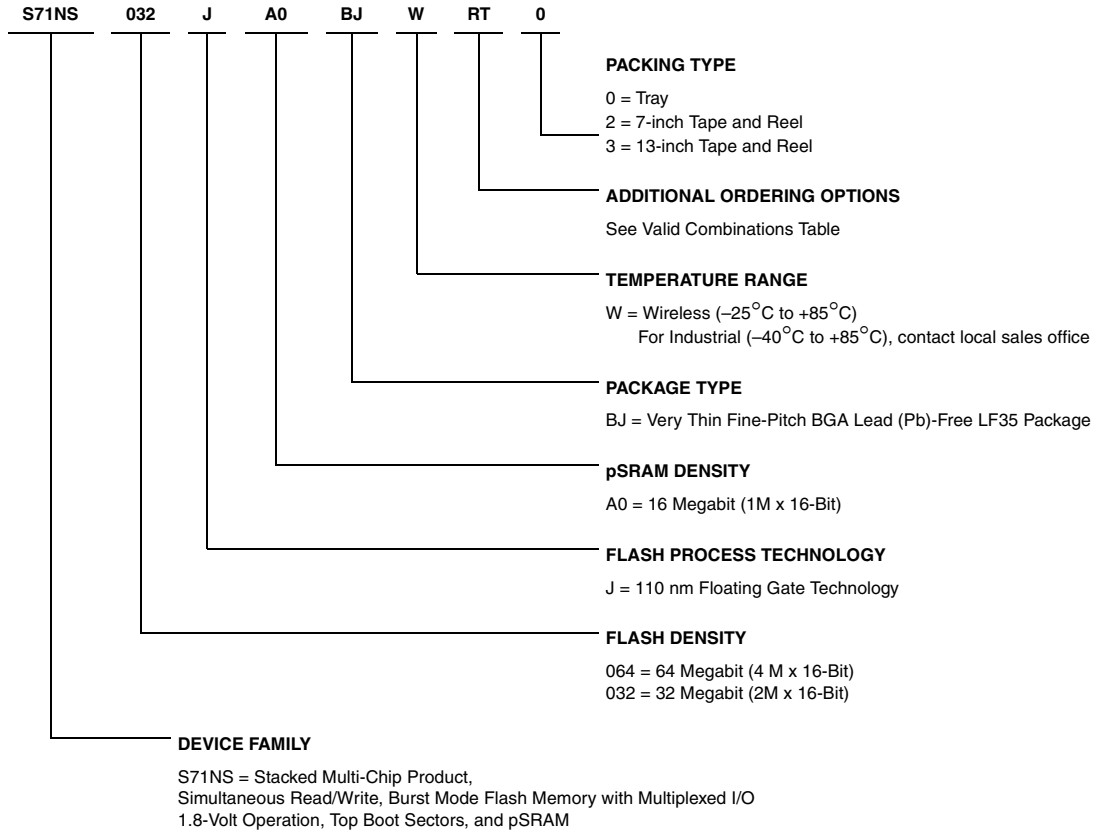 S71NS 032 J A0 BJ W RT 0
PACKING TYPE
0 = Tray
2 = 7-inch Tape and Reel
3 = 13-inch Tape and Reel
ADDITIONAL ORDERING OPTIONS
See Valid Combinations Table
TEMPERATURE RANGE
W = Wireless (–25°C to +85°C)
For Industrial (–40°C to +85°C), contact local sales office
PACKAGE TYPE
BJ = Very Thin Fine-Pitch BGA Lead (Pb)-Free LF35 Package
pSRAM DENSITY
A0 = 16 Megabit (1M x 16-Bit)
FLASH PROCESS TECHNOLOGY
J = 110 nm Floating Gate Technology
FLASH DENSITY
064 = 64 Megabit (4 M x 16-Bit)
032 = 32 Megabit (2M x 16-Bit)
DEVICE FAMILY
S71NS = Stacked Multi-Chip Product,
Simultaneous Read/Write, Burst Mode Flash Memory with Multiplexed I/O
1.8-Volt Operation, Top Boot Sectors, and pSRAM